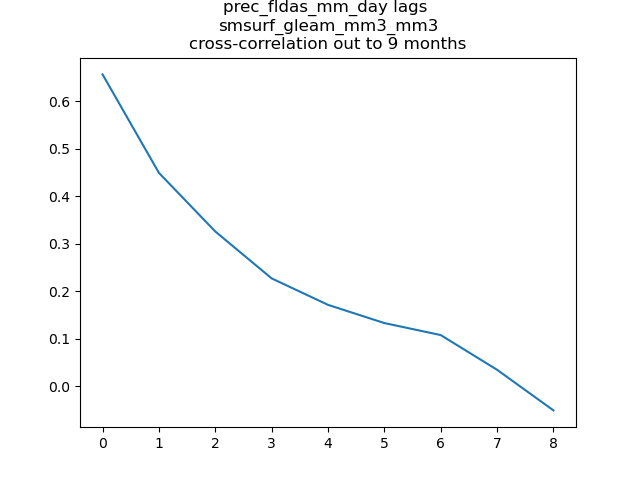 prec_fldas_mm_day lags
smsurf_gleam_mm3_mm3
cross-correlation out to 9 months
0.6
0.5
0.4
0.3
0.2
0.1
0.0
0 1 2 3 4 5 6 7 8